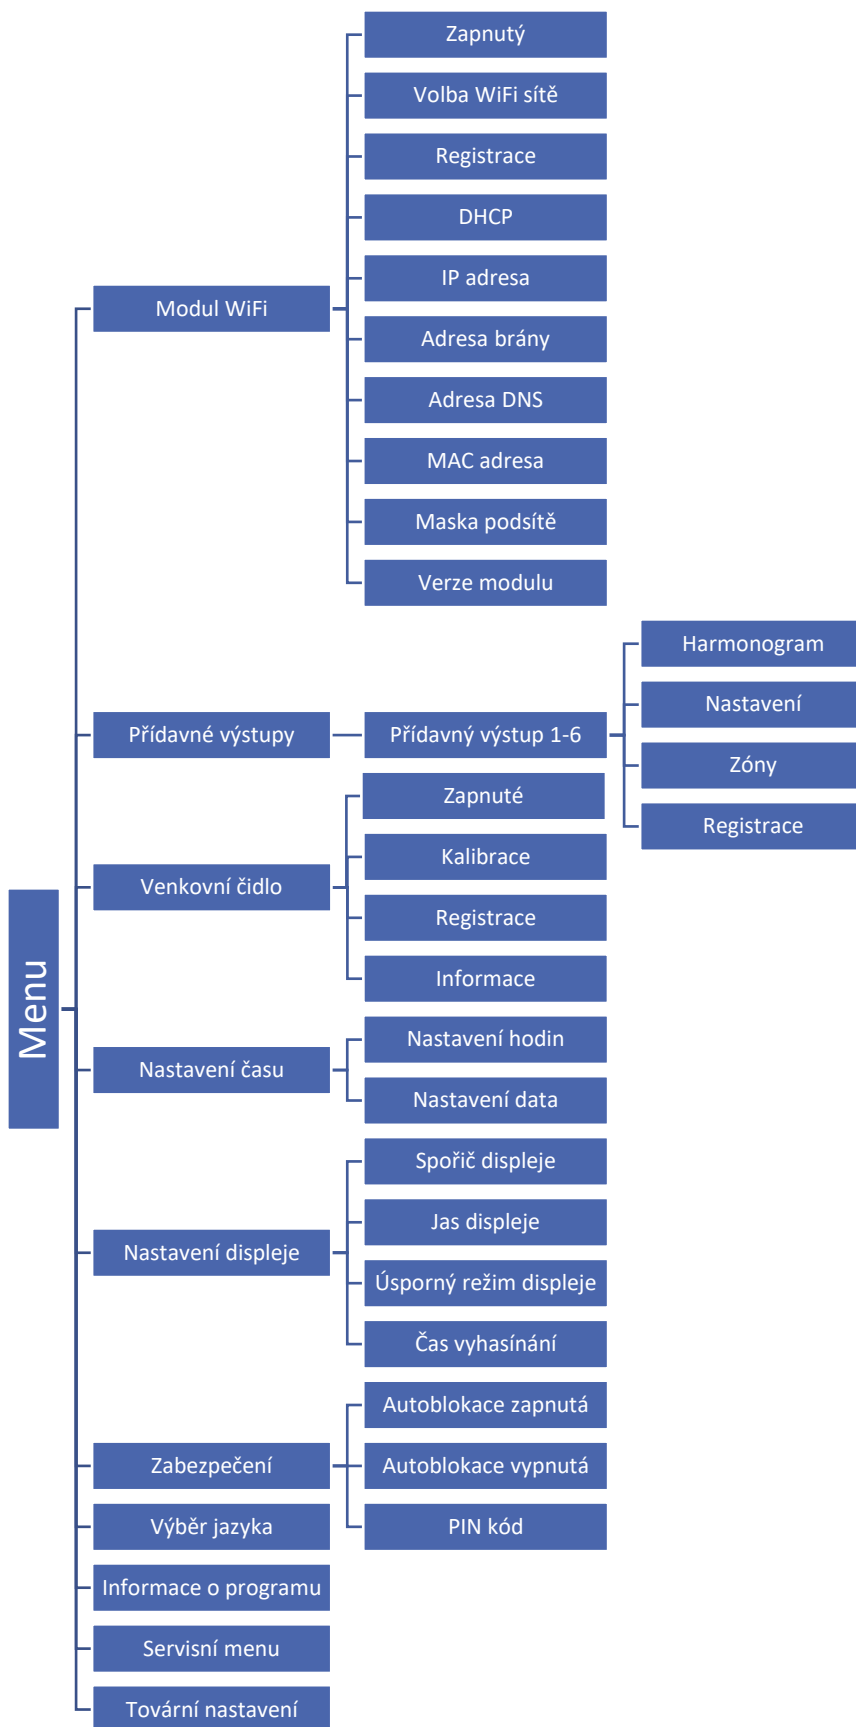 Menu
Modul WiFi
Zapnutý
Volba WiFi sítě
Registrace
DHCP
IP adresa
Adresa brány
Adresa DNS
MAC adresa
Maska podsítě
Verze modulu
Přídavné výstupy
Přídavný výstup 1-6
Harmonogram
Nastavení
Zóny
Registrace
Venkovní čidlo
Zapnuté
Kalibrace
Registrace
Informace
Nastavení času
Nastavení hodin
Nastavení data
Nastavení displeje
Spořič displeje
Jas displeje
Úsporný režim displeje
Čas vyhasínání
Zabezpečení
Autoblokace zapnutá
Autoblokace vypnutá
PIN kód
Výběr jazyka
Informace o programu
Servisní menu
Tovární nastavení